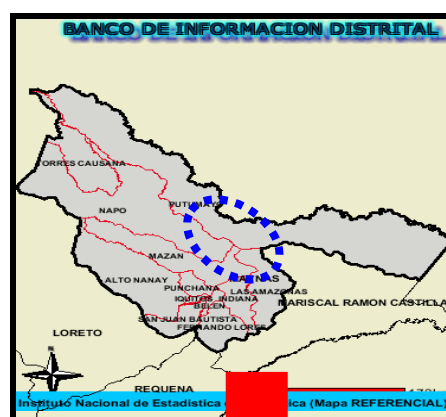 BANCO DE INFORMACION DISTRITAL
TORRES CAUSANA
PUTUMAYO
NAPO
MAZAN
ALTO NANAY
PUNCHANA
LAS AMAZONAS
IQUITOS INDIANA
BELEN
MARISCAL RAMON CASTILLA
SAN JUAN BAUTISTA
FERNANDO LORES
LORETO
N
REQUENA
Instituto Nacional de Estadistica (Mapa REFERENCIAL)